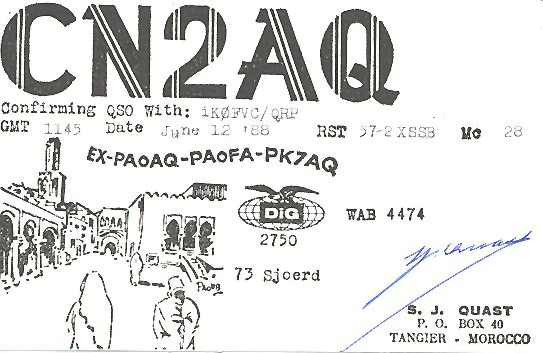 CN2AQ
Confirming QSO With: iKØFVC/QRP
GMT 1145 Date June 12 '88 RST 57-2XSSB Mc 28
EX-PAoAQ-PAoFA-PK7AQ
DiG
2750
WAB 4474
73 Sjoerd
S. J. QUAST
P. O. BOX 40
TANGIER - MOROCCO